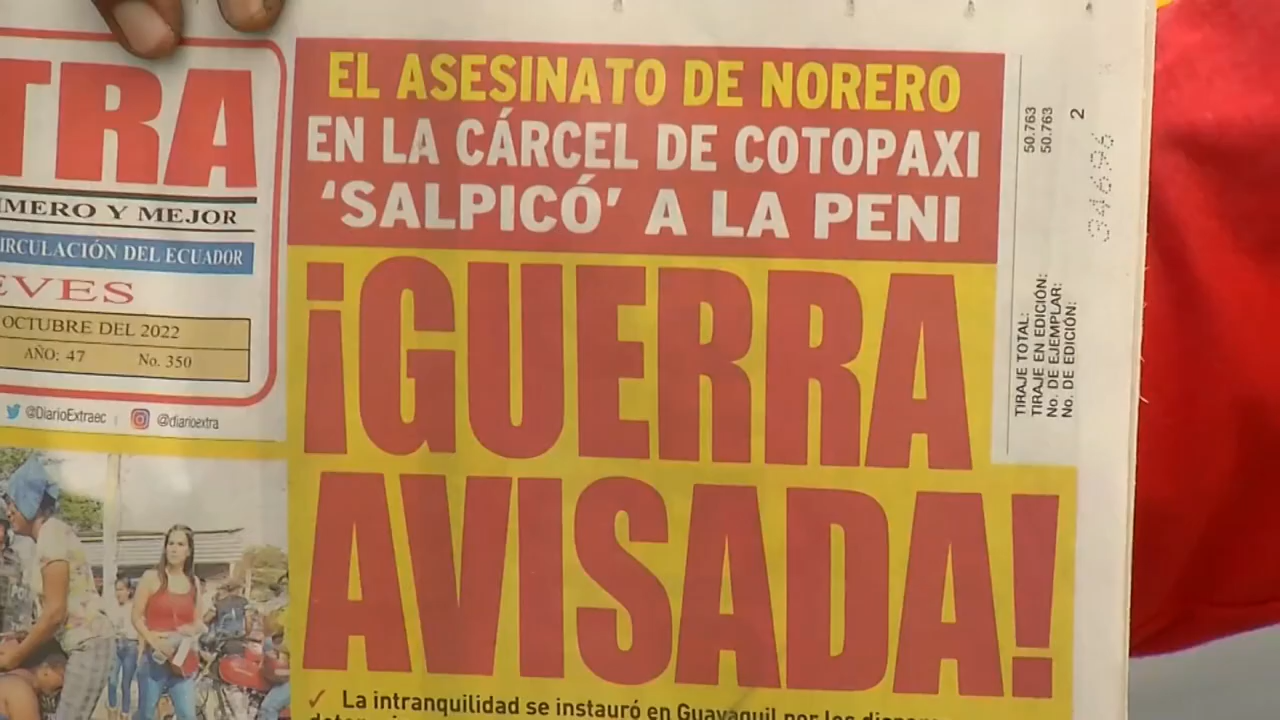 TRA
MERO Y MEJOR
IRCULACIÓN DEL ECUADOR
EVES
OCTUBRE DEL 2022
AÑO: 47 No. 350
@DiarioExtraec @diarioextra
EL ASESINATO DE NORERO
EN LA CÁRCEL DE COTOPAXI
‘SALPICÓ’ A LA PENI
¡GUERRA
AVISADA!
✓ La intranquilidad se instauró en Guayaquil por los
TIRAJE TOTAL: 50.763
TIRAJE EN EDICIÓN: 50.763
No. DE EJEMPLAR:
No. DE EDICIÓN: 2